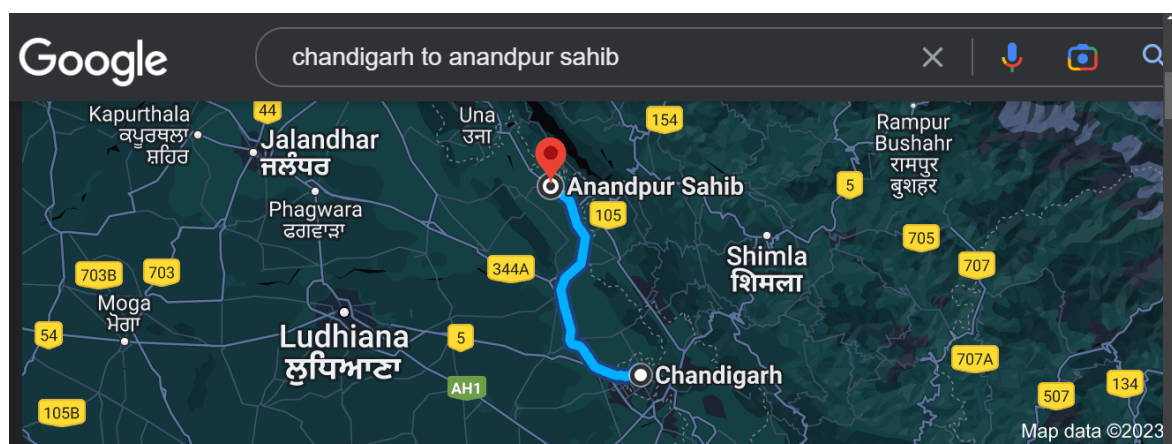 Google
chandigarh to anandpur sahib
Kapurthala
ਕਪੂਰਥਲਾ
ਸ਼ਹਿਰ
44
Jalandhar
ਜਲੰਧਰ
Una
उना
154
Rampur
Bushahr
रामपुर
बुशहर
Anandpur Sahib
5
Phagwara
ਫਗਵਾੜਾ
105
705
703B
703
344A
Shimla
शिमला
707
Moga
ਮੋਗਾ
54
Ludhiana
ਲੁਧਿਆਣਾ
5
707A
AH1
Chandigarh
134
507
105B
Map data ©2023